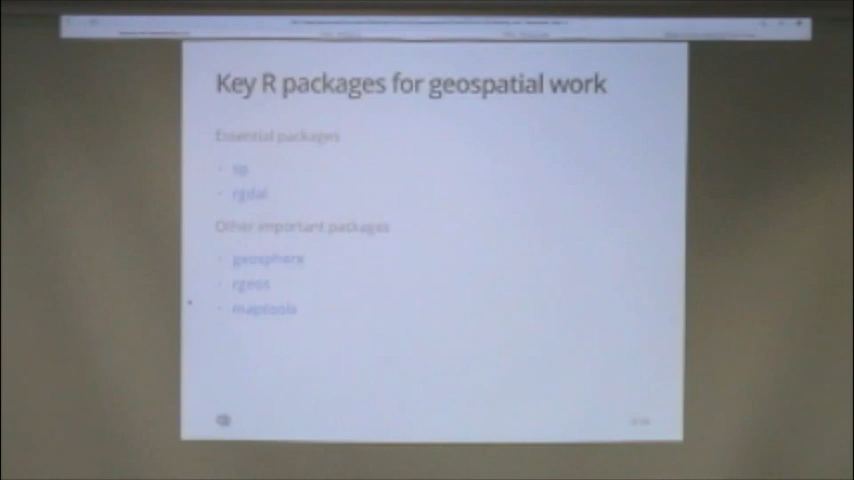 Key R packages for geospatial work
Essential packages
sp
rgdal
Other important packages
geosphere
rgeos
maptools